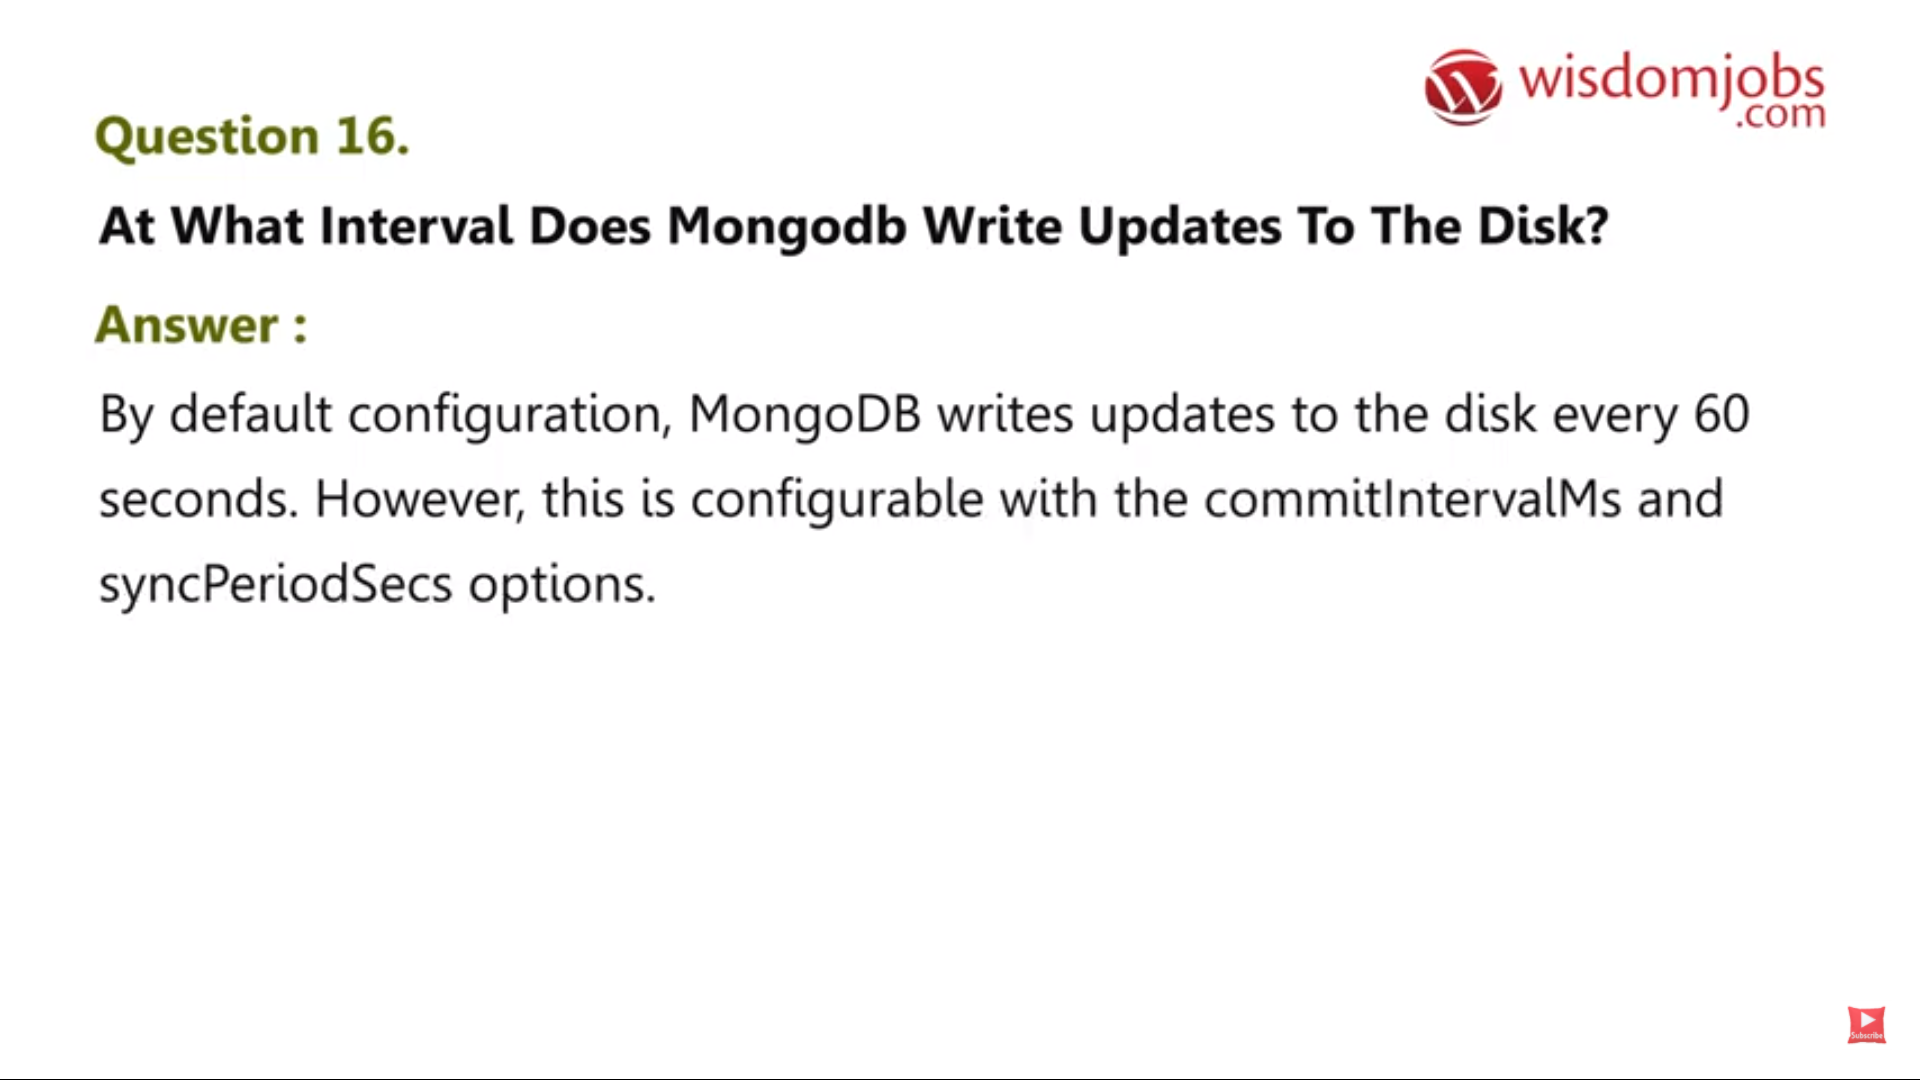 wisdomjobs
.com
Question 16.
At What Interval Does Mongodb Write Updates To The Disk?
Answer :
By default configuration, MongoDB writes updates to the disk every 60
seconds. However, this is configurable with the commitIntervalMs and
syncPeriodSecs options.
Subscribe